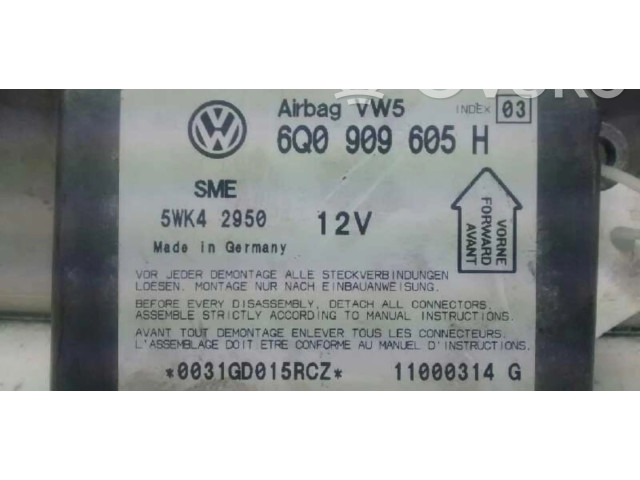 Airbag VW5 INDEX 03
6Q0 909 605 H
SME
5WK4 2950 12V
Made in Germany
VORNE
FORWARD
AVANT
VOR JEDER DEMONTAGE ALLE STECKVERBINDUNGEN
LOESEN. MONTAGE NUR NACH EINBAUANWEISUNG.
BEFORE EVERY DISASSEMBLY, DETACH ALL CONNECTORS.
ASSEMBLE STRICTLY ACCORDING TO MANUAL INSTRUCTIONS.
AVANT TOUT DEMONTAGE ENLEVER TOUS LES CONNECTEURS.
L'ASSEMBLAGE DOIT ETRE CONFORME AU MANUEL D'INSTRUCTIONS.
*0031GD015RCZ* 11000314 G